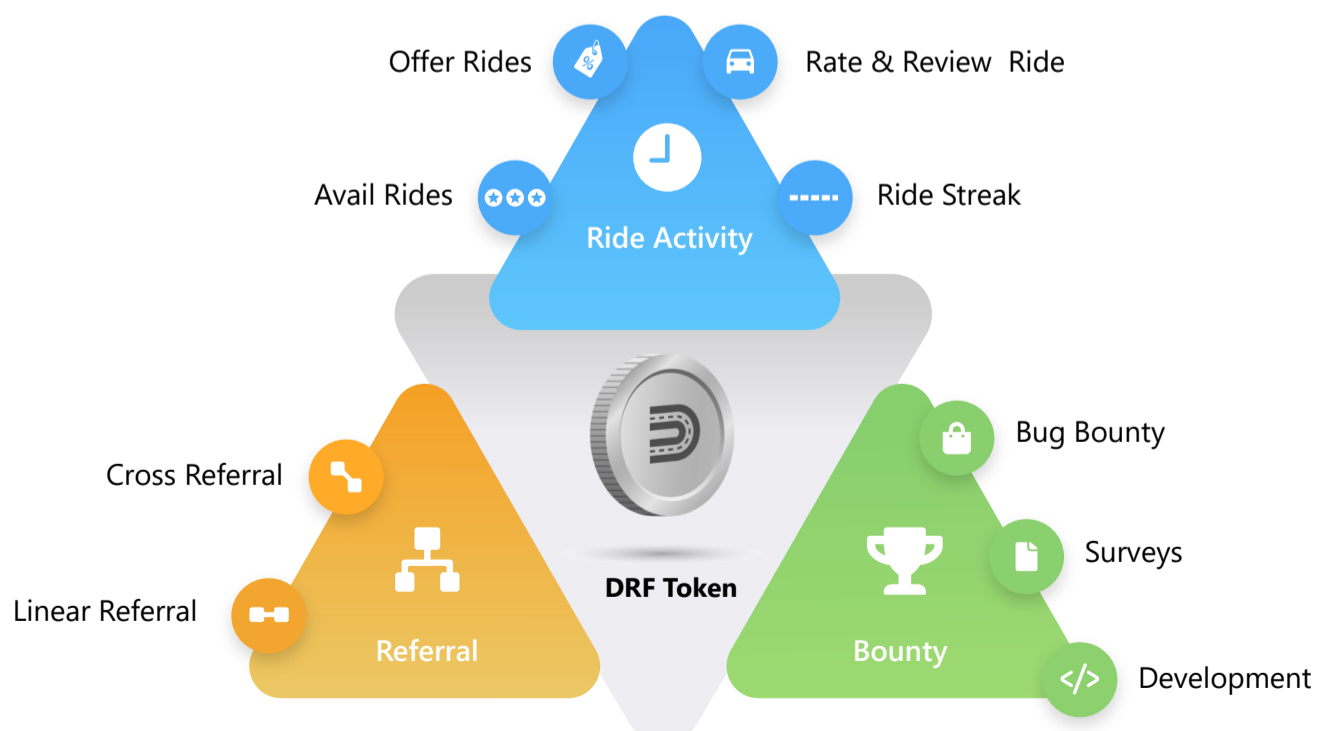 Offer Rides
Rate & Review Ride
Avail Rides
Ride Streak
Ride Activity
Cross Referral
Linear Referral
Referral
DRF Token
Bug Bounty
Surveys
Bounty
Development